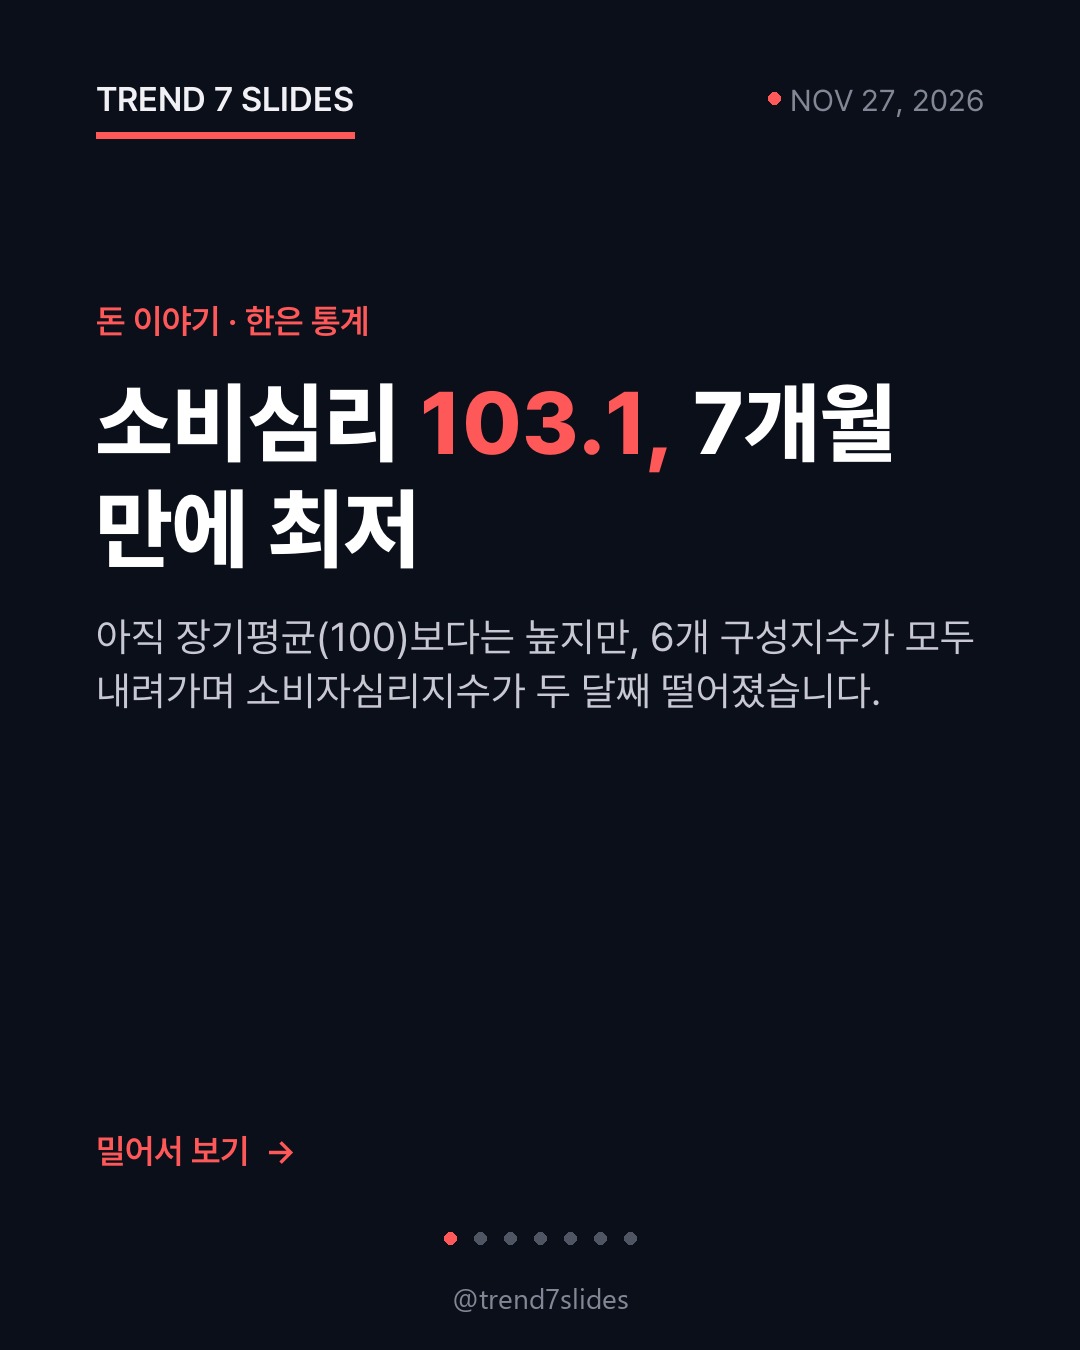 TREND 7 SLIDES
NOV 27, 2026
돈 이야기 · 한은 통계
소비심리 103.1, 7개월
만에 최저
아직 장기평균(100)보다는 높지만, 6개 구성지수가 모두
내려가며 소비자심리지수가 두 달째 떨어졌습니다.
밀어서 보기 →
@trend7slides